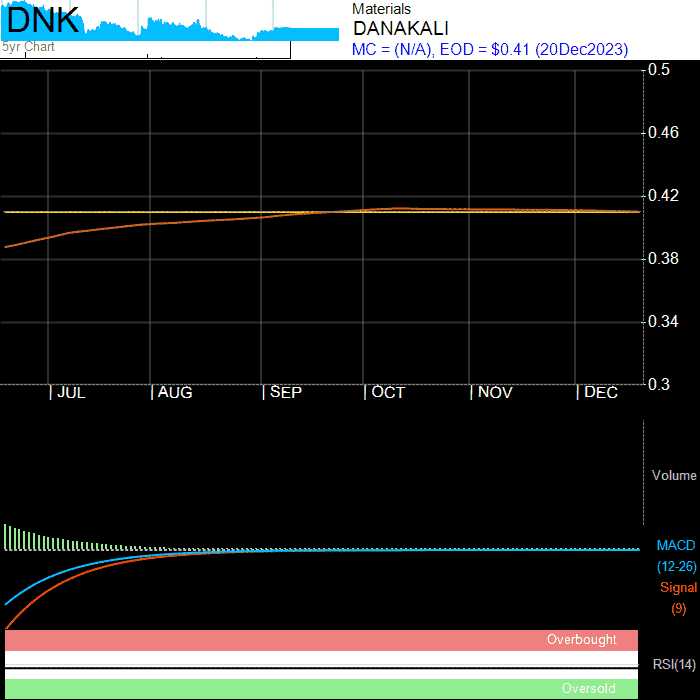 DNK
5yr Chart
Materials
DANAKALI
MC = (N/A), EOD = $0.41 (20Dec2023)
0.5
0.46
0.42
0.38
0.34
0.3
JUL AUG SEP OCT NOV DEC
Volume
MACD
(12-26)
Signal
(9)
Overbought
RSI(14)
Oversold